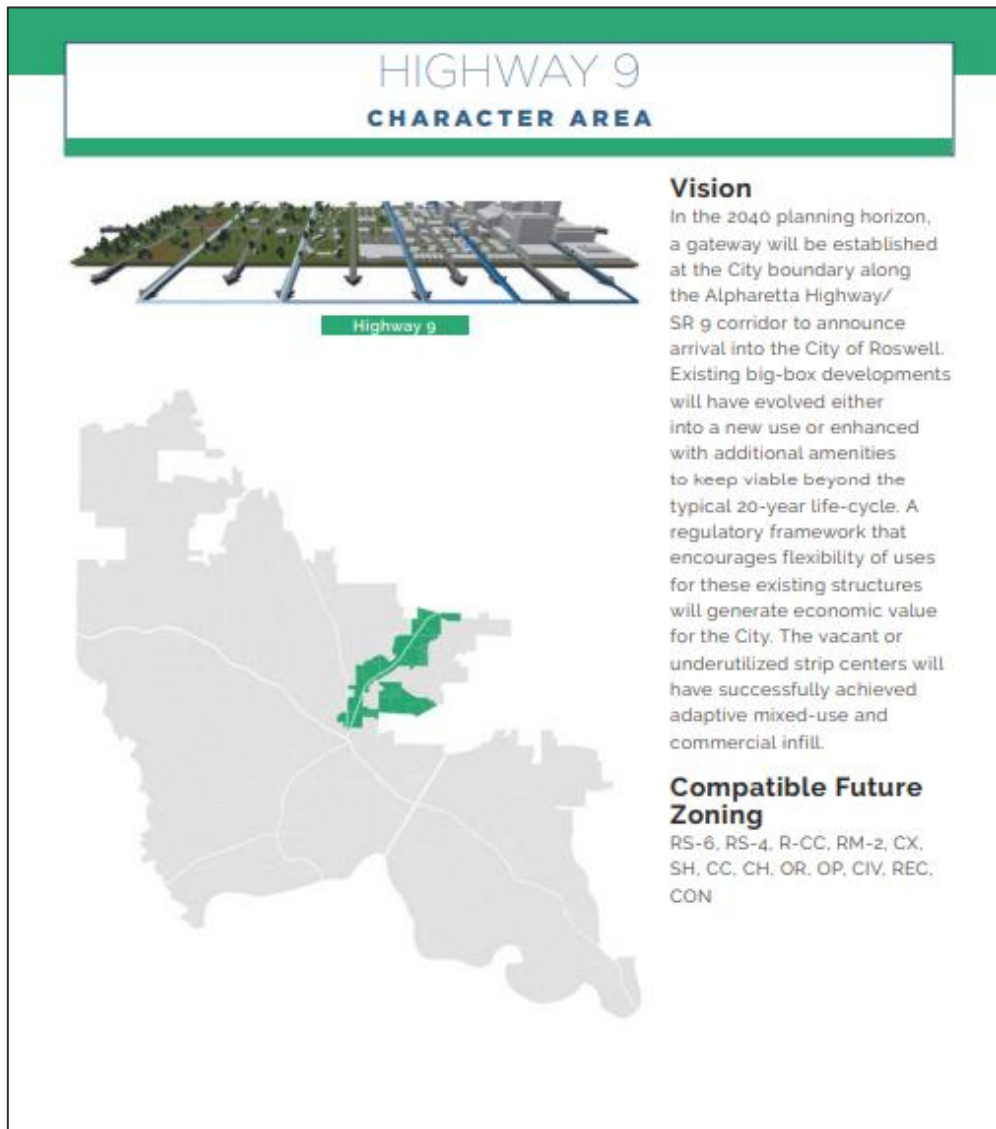 HIGHWAY 9
CHARACTER AREA
Highway 9
Vision
In the 2040 planning horizon,
a gateway will be established
at the City boundary along
the Alpharetta Highway/
SR 9 corridor to announce
arrival into the City of Roswell.
Existing big-box developments
will have evolved either
into a new use or enhanced
with additional amenities
to keep viable beyond the
typical 20-year life-cycle. A
regulatory framework that
encourages flexibility of uses
for these existing structures
will generate economic value
for the City. The vacant or
underutilized strip centers will
have successfully achieved
adaptive mixed-use and
commercial infill.
Compatible Future
Zoning
RS-6, RS-4, R-CC, RM-2, CX,
SH, CC, CH, OR, OP, CIV, REC,
CON